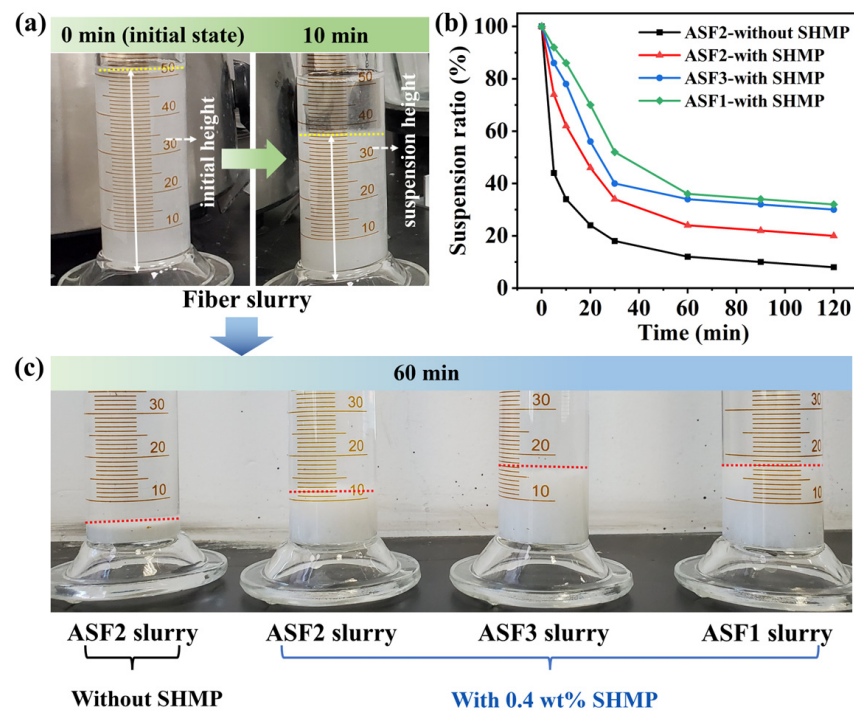 (a)
0 min (initial state)
10 min
50
40
30
20
10
initial height
50
40
30
20
10
suspension height
Fiber slurry
(b)
ASF2-without SHMP
ASF2-with SHMP
ASF3-with SHMP
ASF1-with SHMP
Suspension ratio (%)
100
80
60
40
20
0
0 20 40 60 80 100 120
Time (min)
(c)
60 min
30
20
10
30
20
10
30
20
10
30
20
10
ASF2 slurry
ASF2 slurry
ASF3 slurry
ASF1 slurry
Without SHMP
With 0.4 wt% SHMP